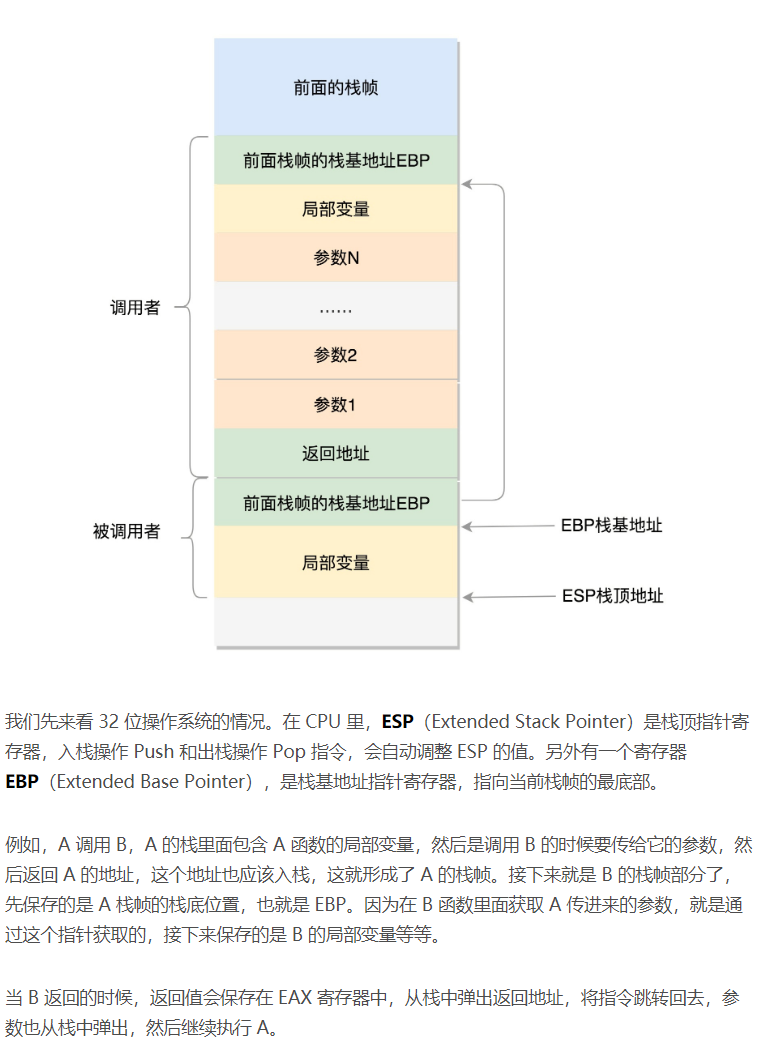 前面的栈帧
前面栈帧的栈基地址EBP
局部变量
参数N
……
调用者
参数2
参数1
返回地址
前面栈帧的栈基地址EBP
被调用者
EBP栈基地址
局部变量
ESP栈顶地址
我们先来看 32 位操作系统的情况。在 CPU 里，ESP（Extended Stack Pointer）是栈顶指针寄
存器，入栈操作 Push 和出栈操作 Pop 指令，会自动调整 ESP 的值。另外有一个寄存器
EBP（Extended Base Pointer），是栈基地址指针寄存器，指向当前栈帧的最底部。
例如，A 调用 B，A 的栈里面包含 A 函数的局部变量，然后是调用 B 的时候要传给它的参数，然
后返回 A 的地址，这个地址也应该入栈，这就形成了 A 的栈帧。接下来就是 B 的栈帧部分了，
先保存的是 A 栈帧的栈底位置，也就是 EBP。因为在 B 函数里面获取 A 传进来的参数，就是通
过这个指针获取的，接下来保存的是 B 的局部变量等等。
当 B 返回的时候，返回值会保存在 EAX 寄存器中，从栈中弹出返回地址，将指令跳转回去，参
数也从栈中弹出，然后继续执行 A。